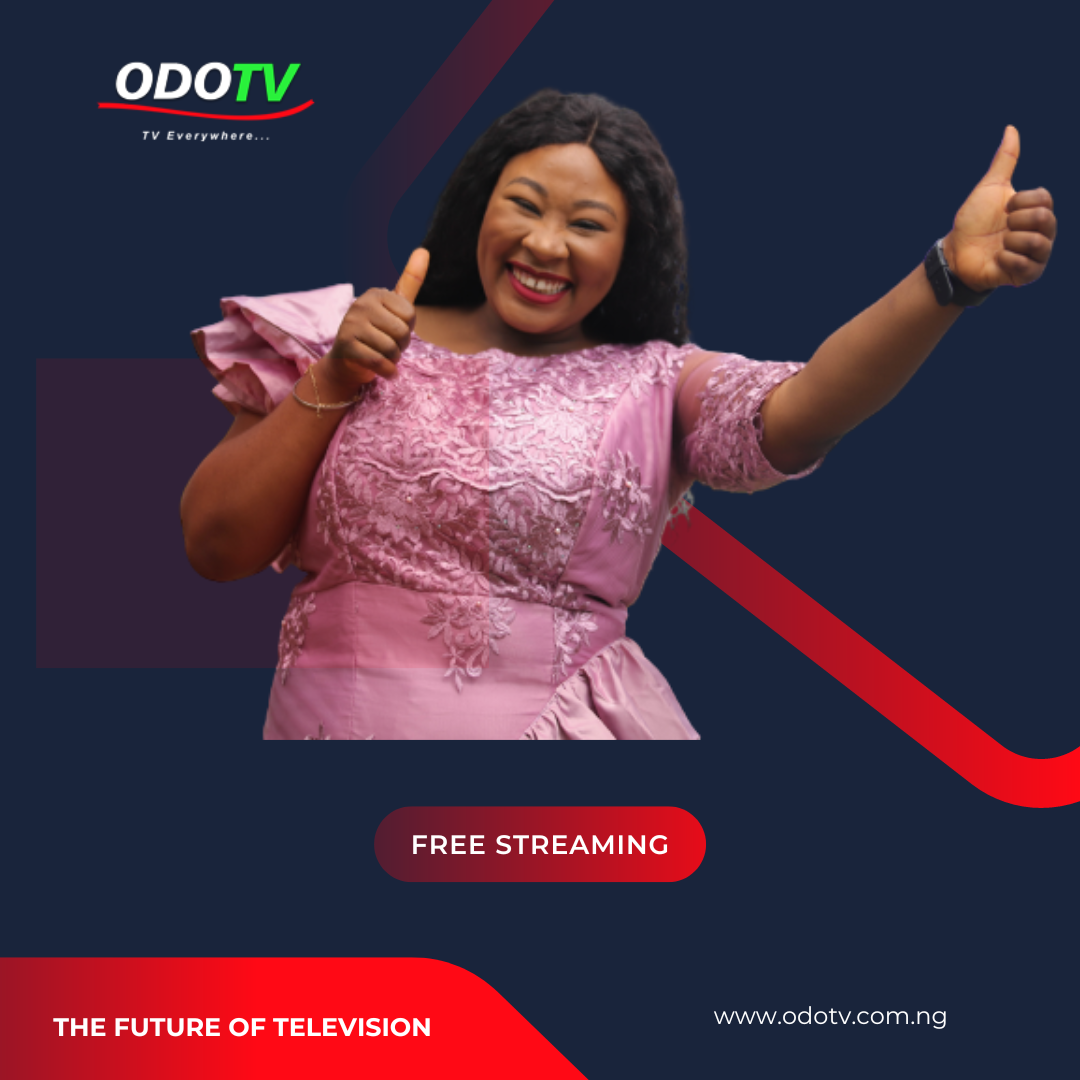 ODOTV
TV Everywhere...
FREE STREAMING
THE FUTURE OF TELEVISION
www.odotv.com.ng